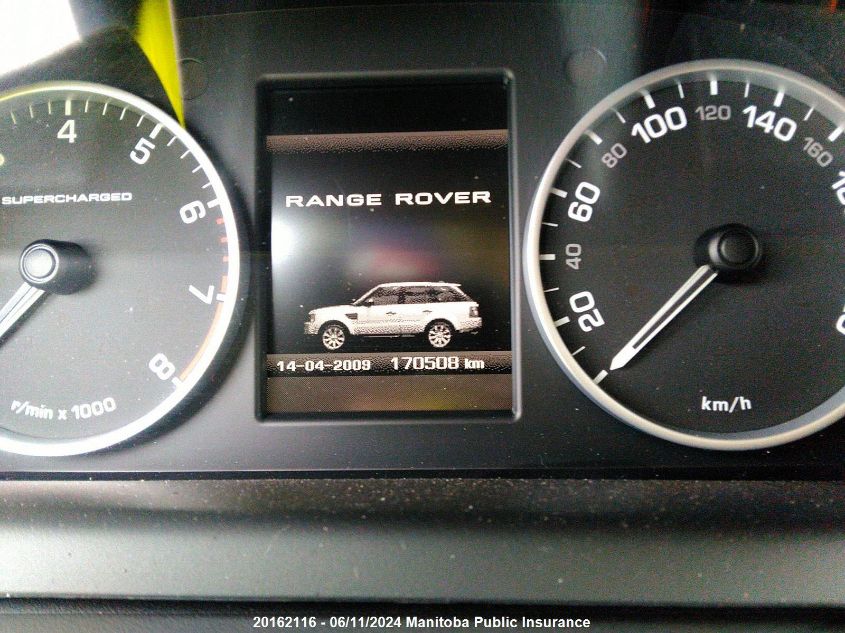 4
5
6
7
8
SUPERCHARGED
r/min x 1000
RANGE ROVER
14-04-2009 170508 km
20
40
60
80
100
120
140
160
km/h
20162116 - 06/11/2024 Manitoba Public Insurance